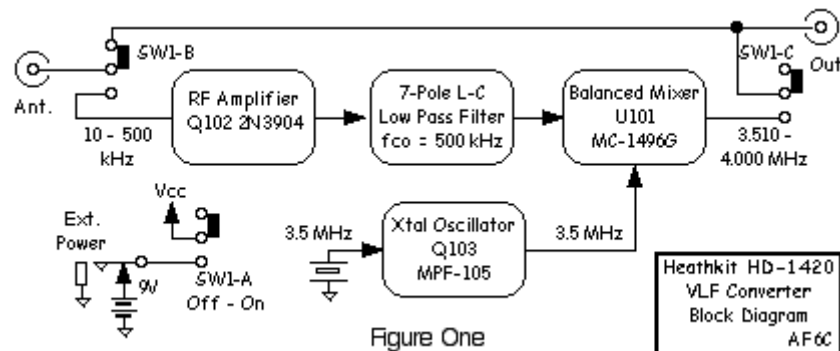 SW1-B
Ant.
RF Amplifier
Q102 2N3904
7-Pole L-C
Low Pass Filter
fco = 500 kHz
Balanced Mixer
U101
MC-1496G
SW1-C
Out
10 - 500
kHz
3.510 -
4.000 MHz
Vcc
Ext.
Power
9V
SW1-A
Off - On
3.5 MHz
Xtal Oscillator
Q103
MPF-105
3.5 MHz
Heathkit HD-1420
VLF Converter
Block Diagram
AF6C
Figure One